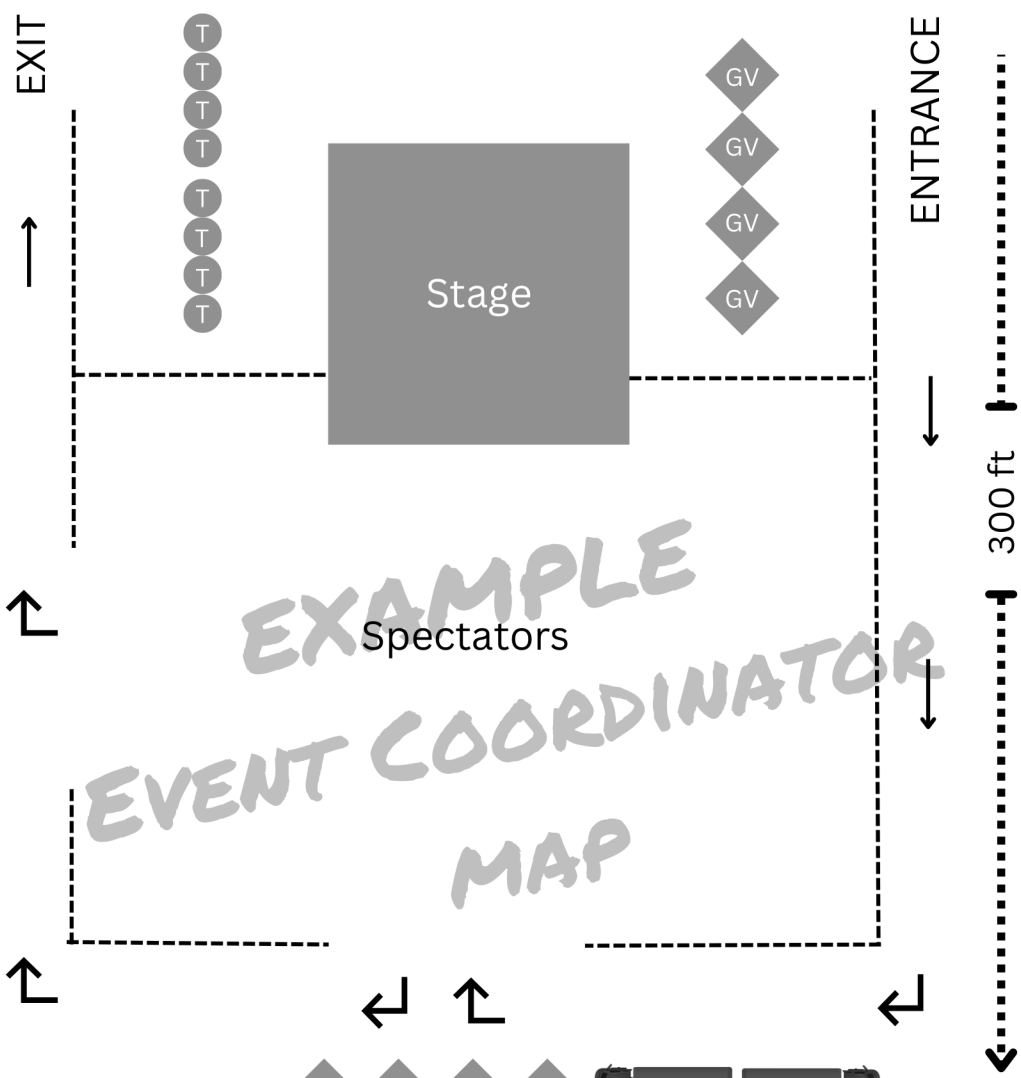 EXIT
ENTRANCE
T
T
T
T
T
T
T
T
GV
GV
GV
GV
Stage
300 ft
EXAMPLE
Spectators
EVENT COORDINATOR
MAP